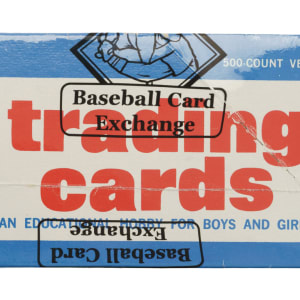 500-COUNT VE
Baseball Card
Exchange
trading
cards
AN EDUCATIONAL HOBBY FOR BOYS AND GIR
Baseball Card
Exchange